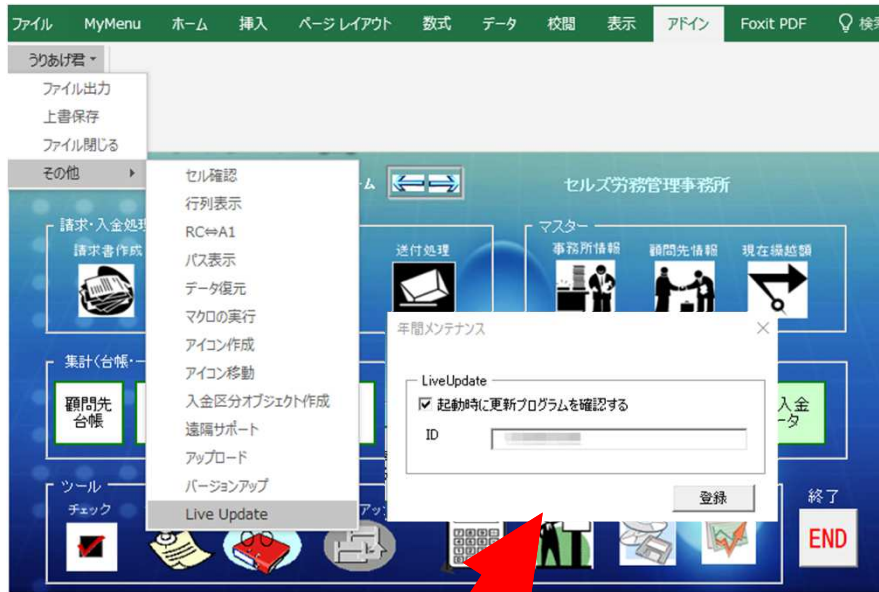 ファイル MyMenu ホーム 挿入 ページ レイアウト 数式 データ 校閲 表示 アドイン Foxit PDF
うりあげ君
ファイル出力
上書保存
ファイル閉じる
その他
セル確認
行列表示
RC⇔A1
パス表示
データ復元
マクロの実行
アイコン作成
アイコン移動
入金区分オブジェクト作成
遠隔サポート
アップロード
バージョンアップ
Live Update
セルズ労務管理事務所
請求・入金処理
請求書作成
送付処理
マスター
事務所情報 顧問先情報 現在繰越額
年間メンテナンス
LiveUpdate
起動時に更新プログラムを確認する
ID
登録
集計(台帳・
顧問先
台帳
入金
ツール
チェック
終了
END